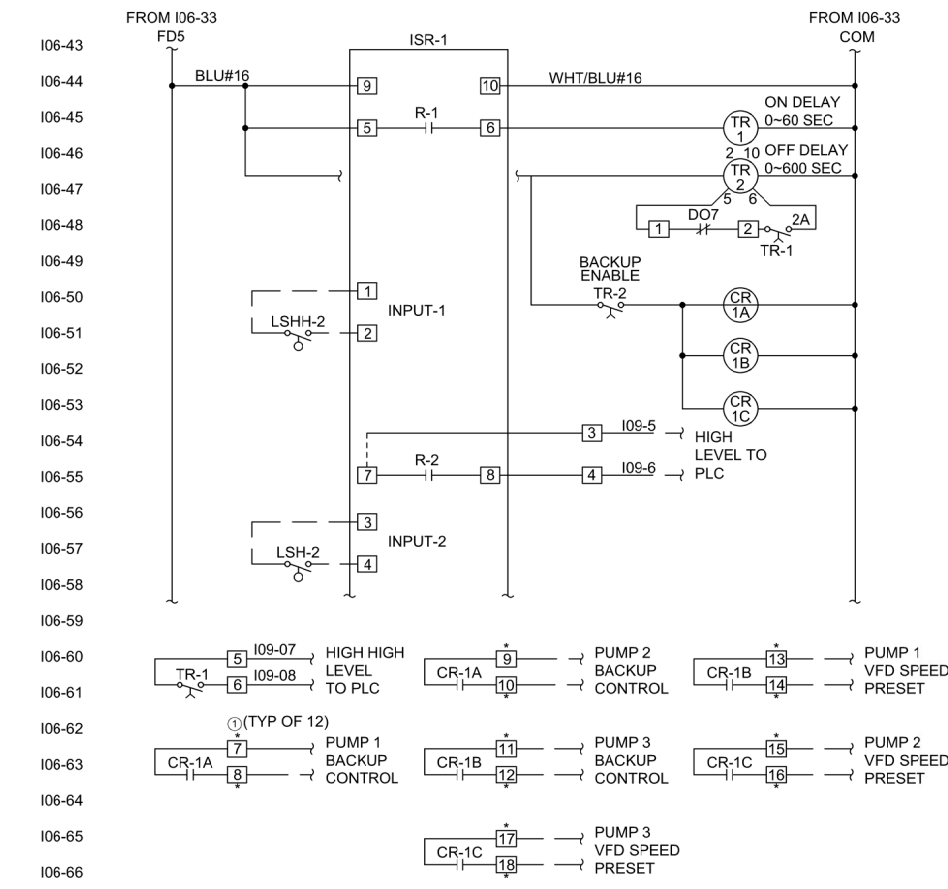 FROM I06-33
FD5
FROM I06-33
COM
I06-43
ISR-1
I06-44
BLU#16
9
10
WHT/BLU#16
I06-45
5
R-1
6
TR
1
ON DELAY
0~60 SEC
I06-46
2 10
OFF DELAY
0~600 SEC
TR
2
I06-47
5 6
I06-48
1
DO7
2
2A
TR-1
I06-49
BACKUP
ENABLE
TR-2
I06-50
1
INPUT-1
CR
1A
I06-51
LSHH-2
2
I06-52
CR
1B
I06-53
CR
1C
I06-54
3
I09-5
HIGH
LEVEL TO
PLC
I06-55
7
R-2
8
4
I09-6
I06-56
3
INPUT-2
I06-57
LSH-2
4
I06-58
I06-59
I06-60
5
I09-07
HIGH HIGH
LEVEL
TO PLC
TR-1
6
I09-08
*
9
PUMP 2
BACKUP
CONTROL
CR-1A
10
*
*
13
PUMP 1
VFD SPEED
PRESET
CR-1B
14
*
I06-61
I06-62
①(TYP OF 12)
*
7
PUMP 1
BACKUP
CONTROL
CR-1A
8
*
*
11
PUMP 3
BACKUP
CONTROL
CR-1B
12
*
*
15
PUMP 2
VFD SPEED
PRESET
CR-1C
16
*
I06-63
I06-64
I06-65
*
17
PUMP 3
VFD SPEED
PRESET
CR-1C
18
*
I06-66